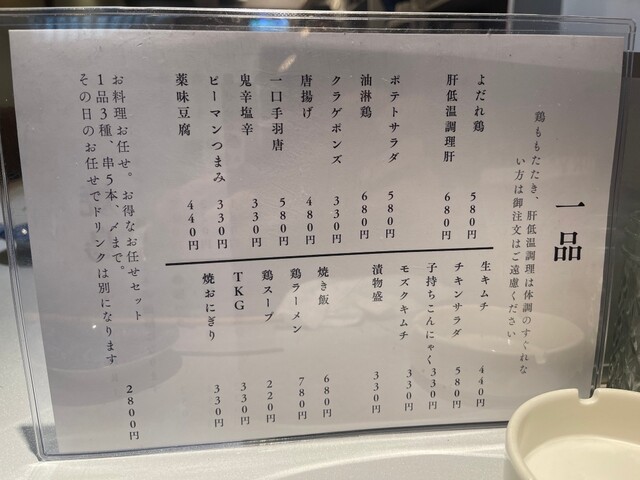 一品
鶏ももたたき、肝低温調理は体調のすぐれな
い方は御注文はご遠慮ください
よだれ鶏 580円
肝低温調理肝 680円
ポテトサラダ 580円
油淋鶏 680円
クラゲポンズ 330円
唐揚げ 480円
一口手羽唐 580円
鬼辛塩辛 330円
ピーマンつまみ 330円
薬味豆腐 440円
生キムチ 440円
チキンサラダ 580円
子持ちこんにゃく 330円
モズクキムチ 330円
漬物盛 330円
焼き飯 680円
鶏ラーメン 780円
鶏スープ 220円
TKG 330円
焼おにぎり 330円
お料理お任せ。お得なお任せセット
1品3種、串5本、〆まで。
その日のお任せでドリンクは別になります 2800円